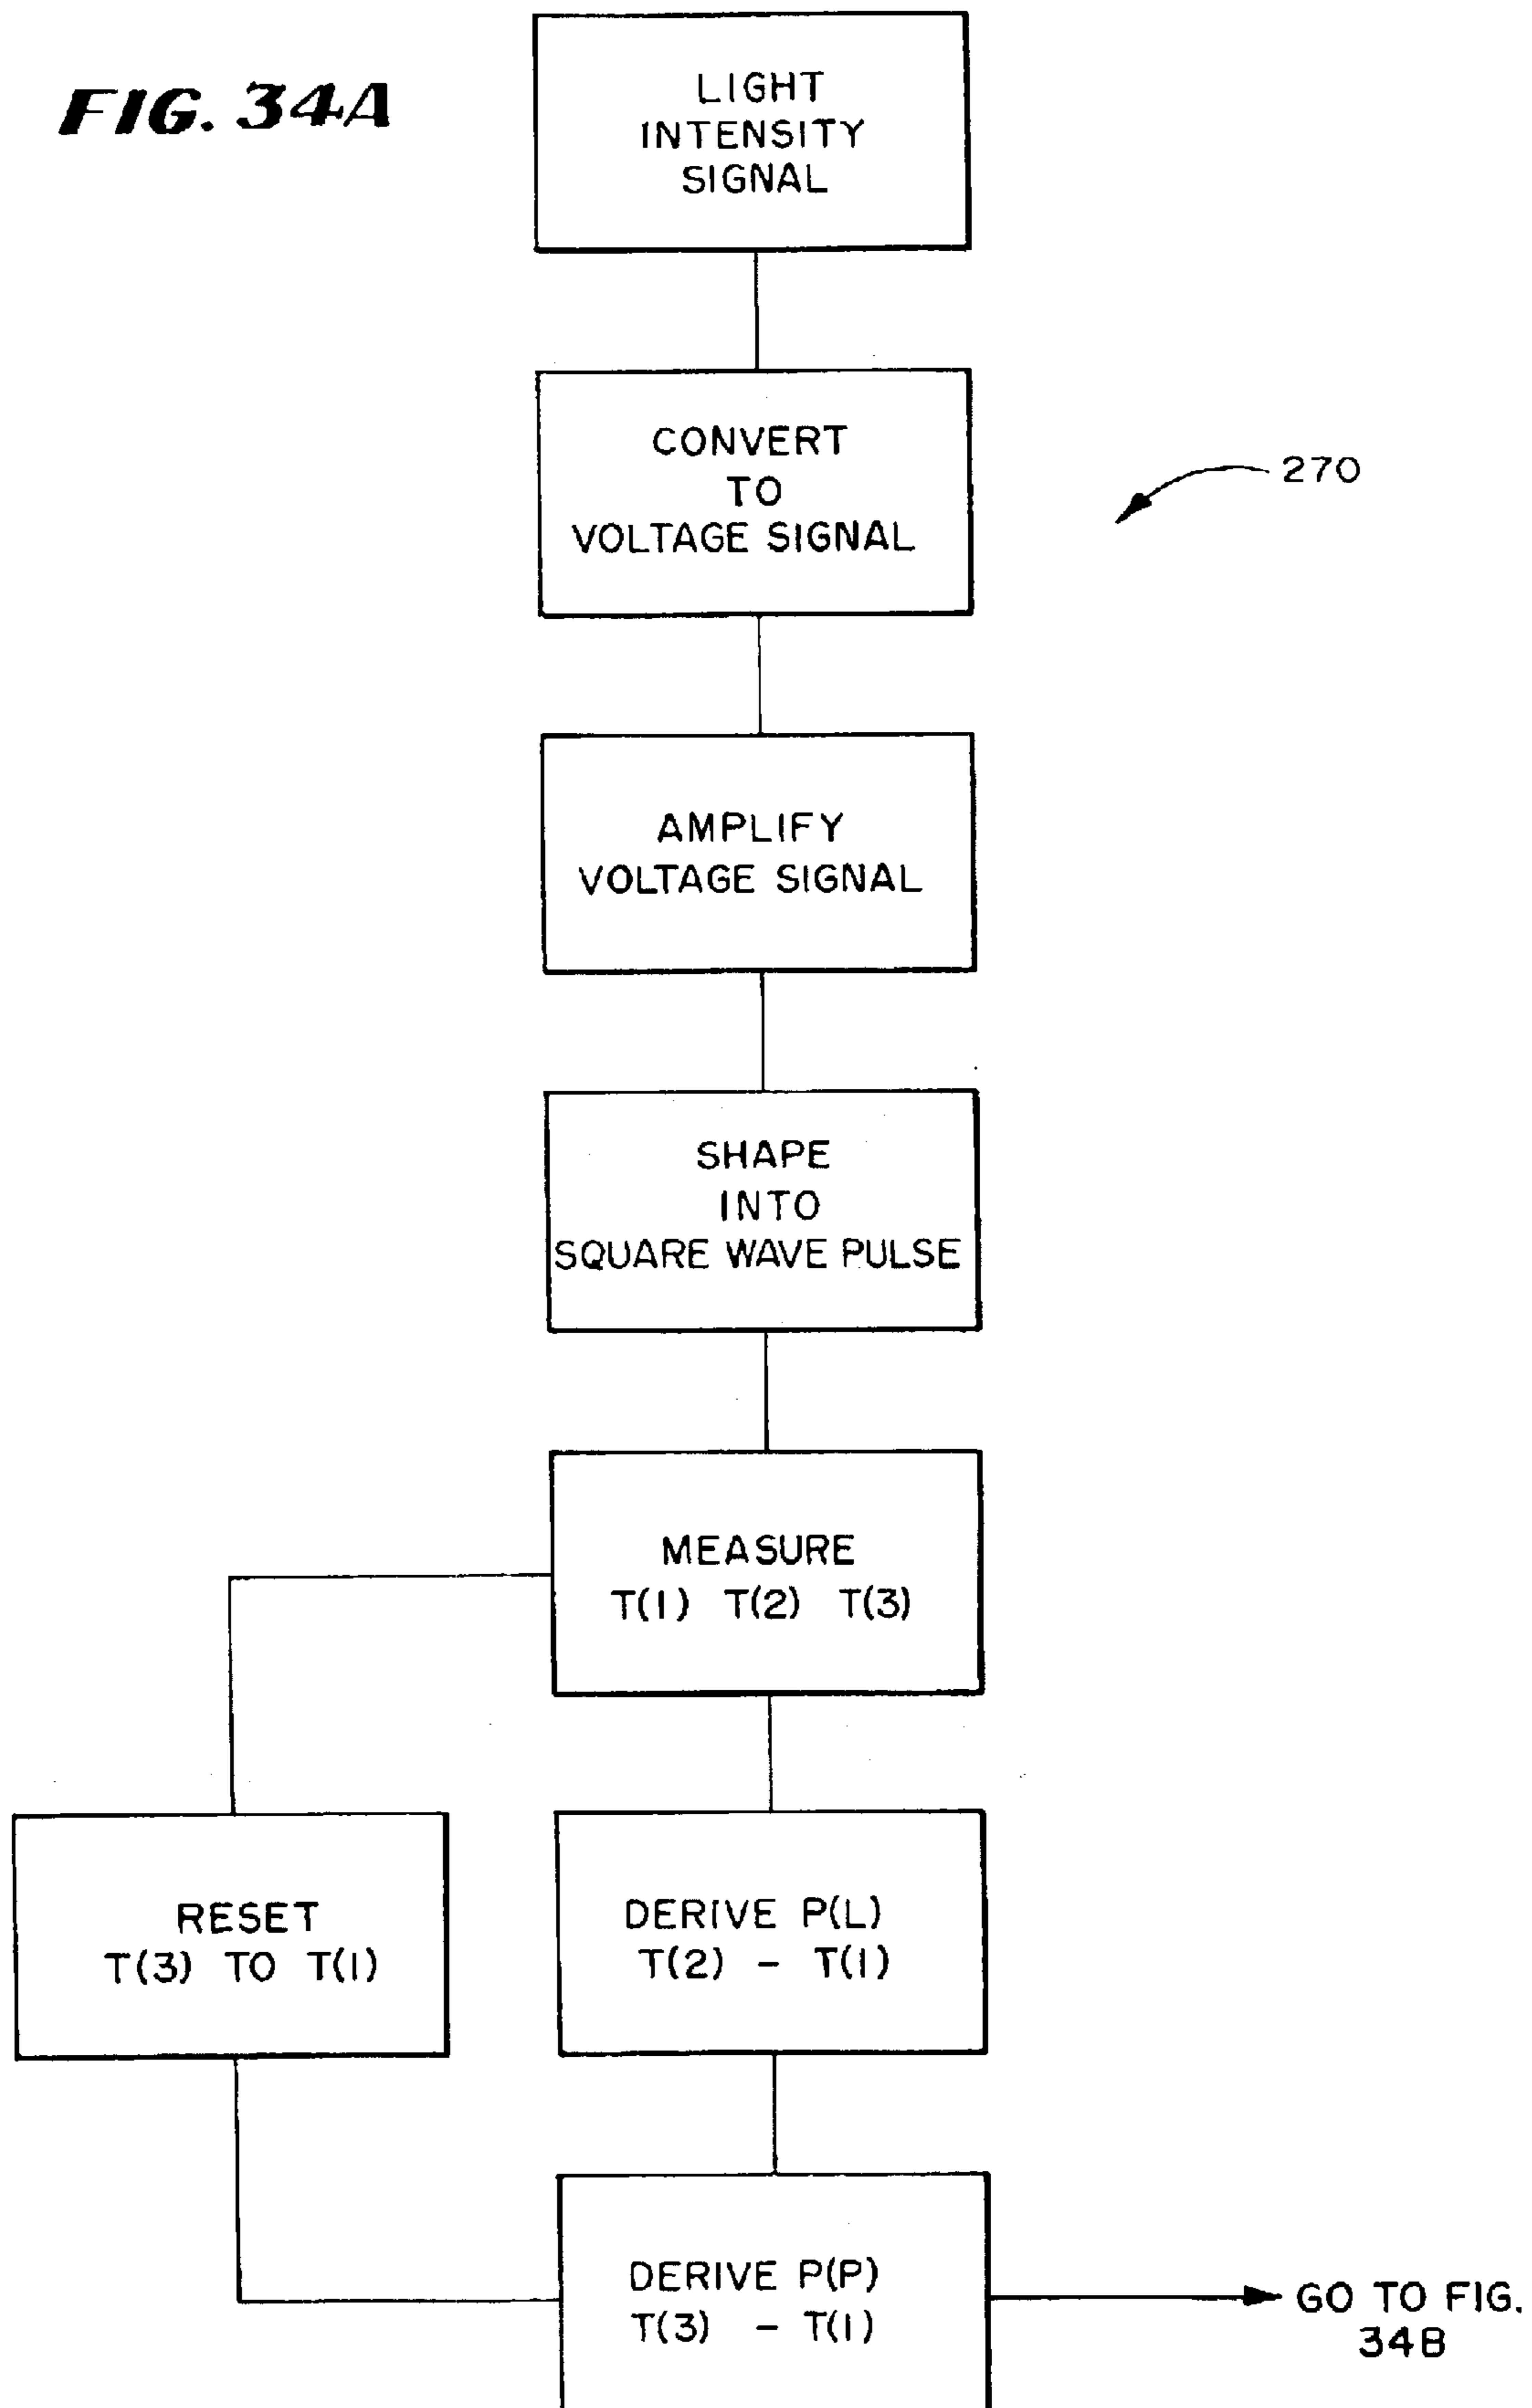 FIG. 34A
LIGHT
INTENSITY
SIGNAL
CONVERT
TO
VOLTAGE SIGNAL
270
AMPLIFY
VOLTAGE SIGNAL
SHAPE
INTO
SQUARE WAVE PULSE
MEASURE
T(1) T(2) T(3)
RESET
T(3) TO T(1)
DERIVE P(L)
T(2) - T(1)
DERIVE P(P)
T(3) - T(1)
GO TO FIG.
34B